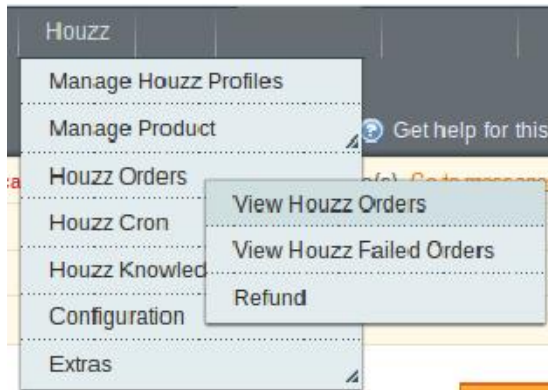 Houzz
Manage Houzz Profiles
Manage Product
Get help for this
Houzz Orders
View Houzz Orders
Houzz Cron
View Houzz Failed Orders
Houzz Knowled
Refund
Configuration
Extras